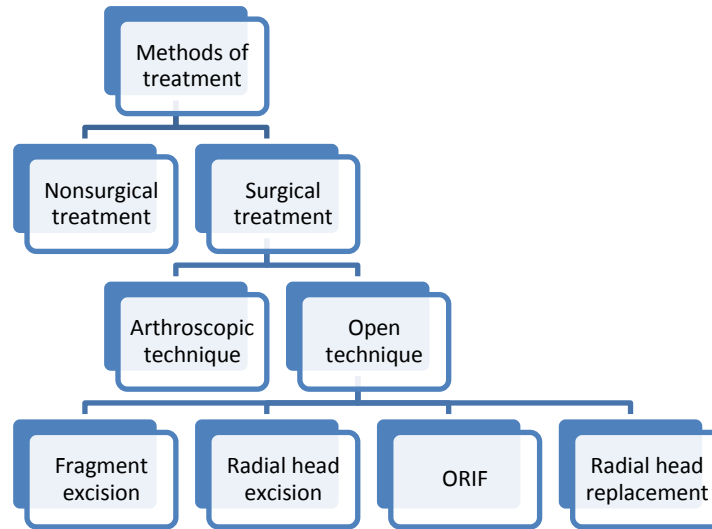 Methods of
treatment
Nonsurgical
treatment
Surgical
treatment
Arthroscopic
technique
Open
technique
Fragment
excision
Radial head
excision
ORIF
Radial head
replacement